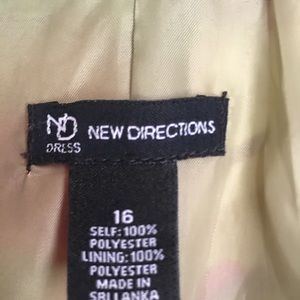 ND NEW DIRECTIONS
DRESS
16
SELF: 100%
POLYESTER
LINING: 100%
POLYESTER
MADE IN
SRI LANKA